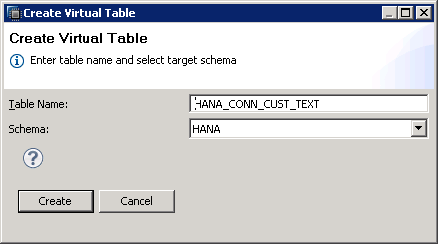 Create Virtual Table
Create Virtual Table
Enter table name and select target schema
Table Name: HANA_CONN_CUST_TEXT
Schema: HANA
Create Cancel